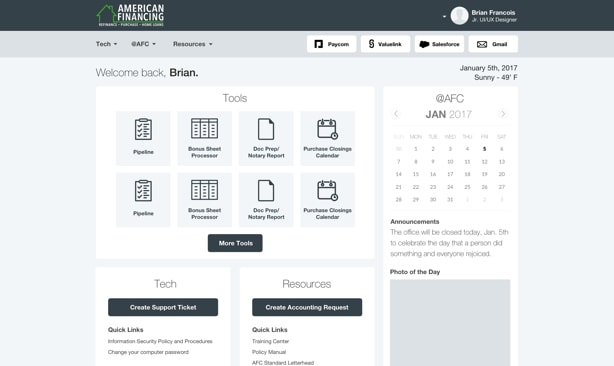 AMERICAN
FINANCING
REFINANCE • PURCHASE • HOME LOANS
Brian Francois
Jr. UI/UX Designer
Tech
@AFC
Resources
Paycom
Valuelink
Salesforce
Gmail
Welcome back, Brian.
January 5th, 2017
Sunny - 49° F
Tools
Pipeline
Bonus Sheet
Processor
Doc Prep/
Notary Report
Purchase Closings
Calendar
Pipeline
Bonus Sheet
Processor
Doc Prep/
Notary Report
Purchase Closings
Calendar
More Tools
@AFC
JAN 2017
SUN MON TUE WED THU FRI SAT
30 1 2 3 4 5 6
7 8 9 10 11 12 13
14 15 16 17 18 19 20
21 22 23 24 25 26 27
28 29 30 31 1 2 3
Announcements
The office will be closed today, Jan. 5th
to celebrate the day that a person did
something and everyone rejoiced.
Photo of the Day
Tech
Create Support Ticket
Quick Links
Information Security Policy and Procedures
Change your computer password
Resources
Create Accounting Request
Quick Links
Training Center
Policy Manual
AFC Standard Letterhead